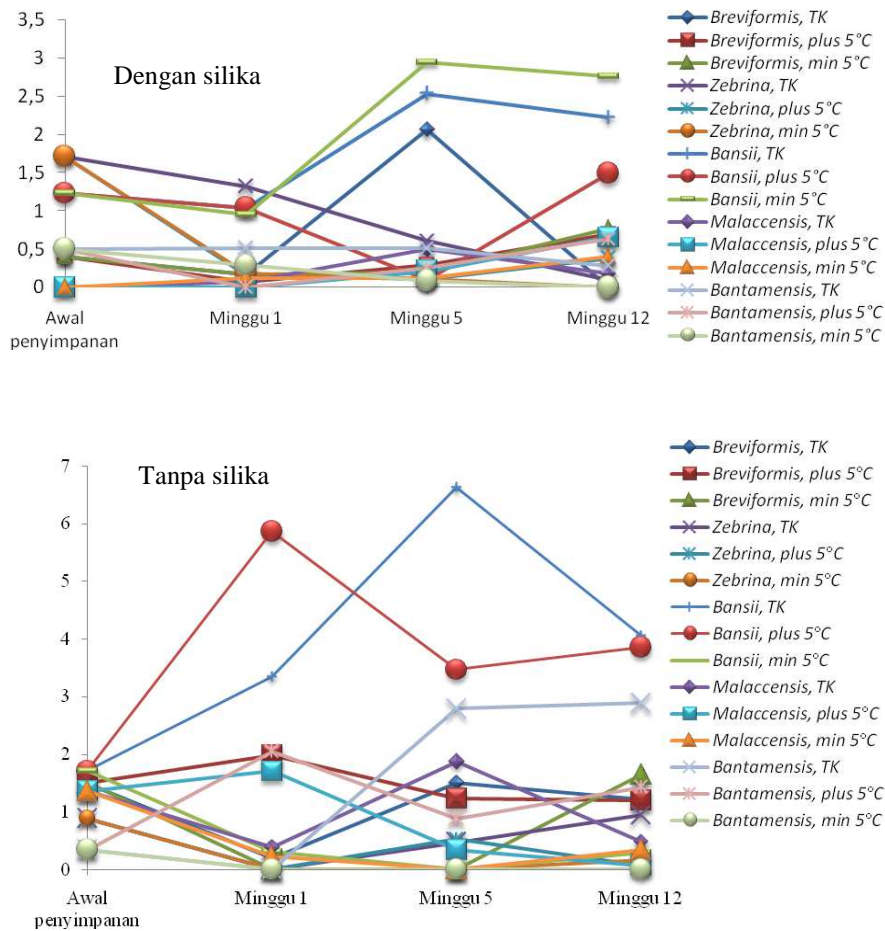 3,5
3
2,5
2
1,5
1
0,5
0
Dengan silika
Awal
penyimpanan
Minggu 1
Minggu 5
Minggu 12
Breviformis, TK
Breviformis, plus 5°C
Breviformis, min 5°C
Zebrina, TK
Zebrina, plus 5°C
Zebrina, min 5°C
Bansii, TK
Bansii, plus 5°C
Bansii, min 5°C
Malaccensis, TK
Malaccensis, plus 5°C
Malaccensis, min 5°C
Bantamensis, TK
Bantamensis, plus 5°C
Bantamensis, min 5°C
7
6
5
4
3
2
1
0
Tanpa silika
Awal
penyimpanan
Minggu 1
Minggu 5
Minggu 12
Breviformis, TK
Breviformis, plus 5°C
Breviformis, min 5°C
Zebrina, TK
Zebrina, plus 5°C
Zebrina, min 5°C
Bansii, TK
Bansii, plus 5°C
Bansii, min 5°C
Malaccensis, TK
Malaccensis, plus 5°C
Malaccensis, min 5°C
Bantamensis, TK
Bantamensis, plus 5°C
Bantamensis, min 5°C